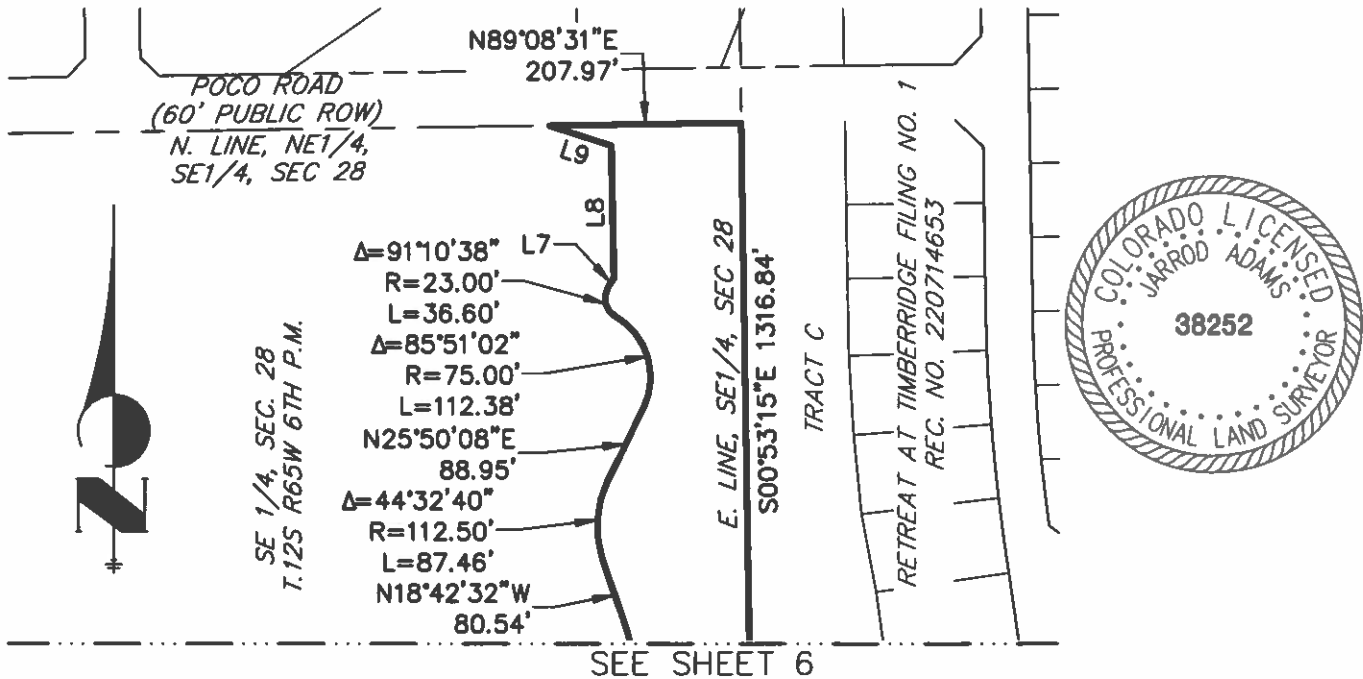 N89°08'31"E
207.97'
POCO ROAD
(60' PUBLIC ROW)
N. LINE, NE1/4,
SE1/4, SEC 28
L9
L8
L7
Δ=91°10'38"
R=23.00'
L=36.60'
Δ=85°51'02"
R=75.00'
L=112.38'
N25°50'08"E
88.95'
Δ=44°32'40"
R=112.50'
L=87.46'
N18°42'32"W
80.54'
SE 1/4, SEC. 28
T.12S R65W 6TH P.M.
N
E. LINE, SE1/4, SEC 28
S00°53'15"E 1316.84'
TRACT C
RETREAT AT TIMBERRIDGE FILING NO. 1
REC. NO. 220714653
COLORADO LICENSED
JARROD ADAMS
38252
PROFESSIONAL LAND SURVEYOR
SEE SHEET 6